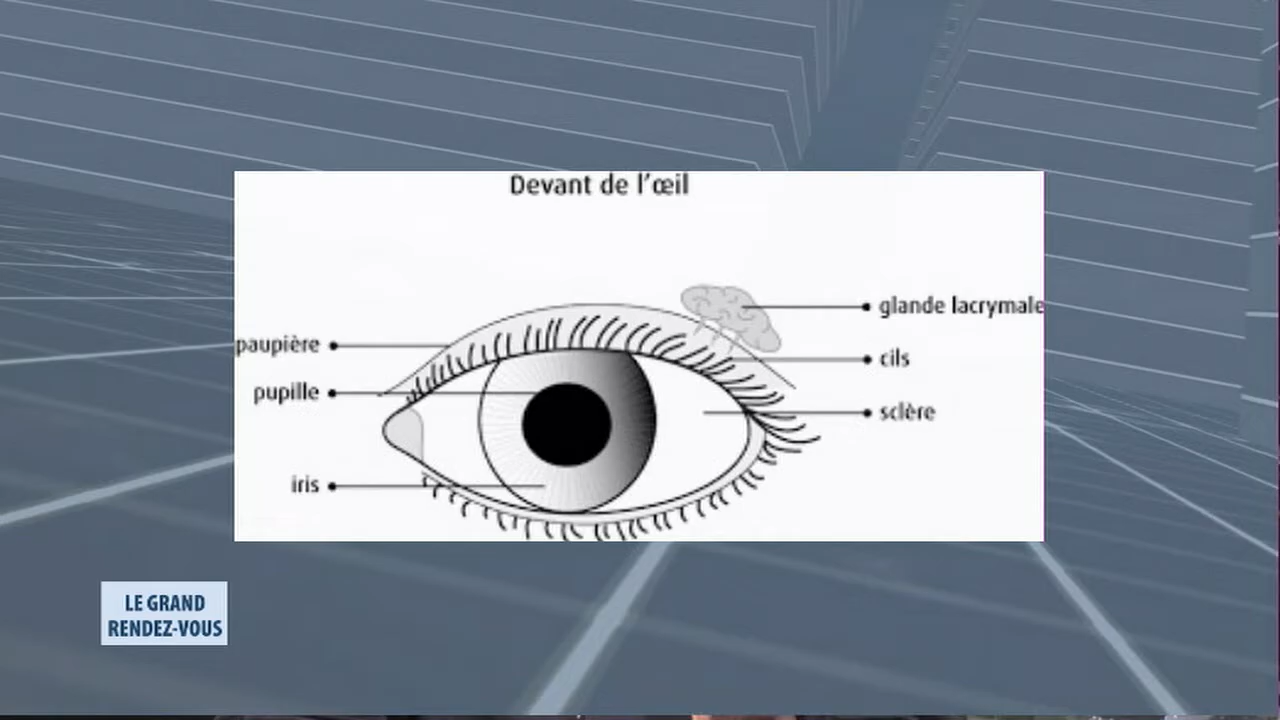 Devant de l'œil
glande lacrymale
paupière
cils
pupille
sclère
iris
LE GRAND
RENDEZ-VOUS